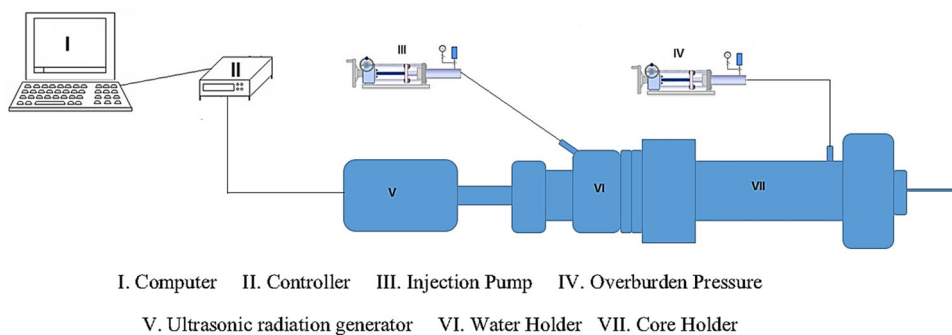 I
II
III
IV
V
VI
VII
I. Computer II. Controller III. Injection Pump IV. Overburden Pressure
V. Ultrasonic radiation generator VI. Water Holder VII. Core Holder